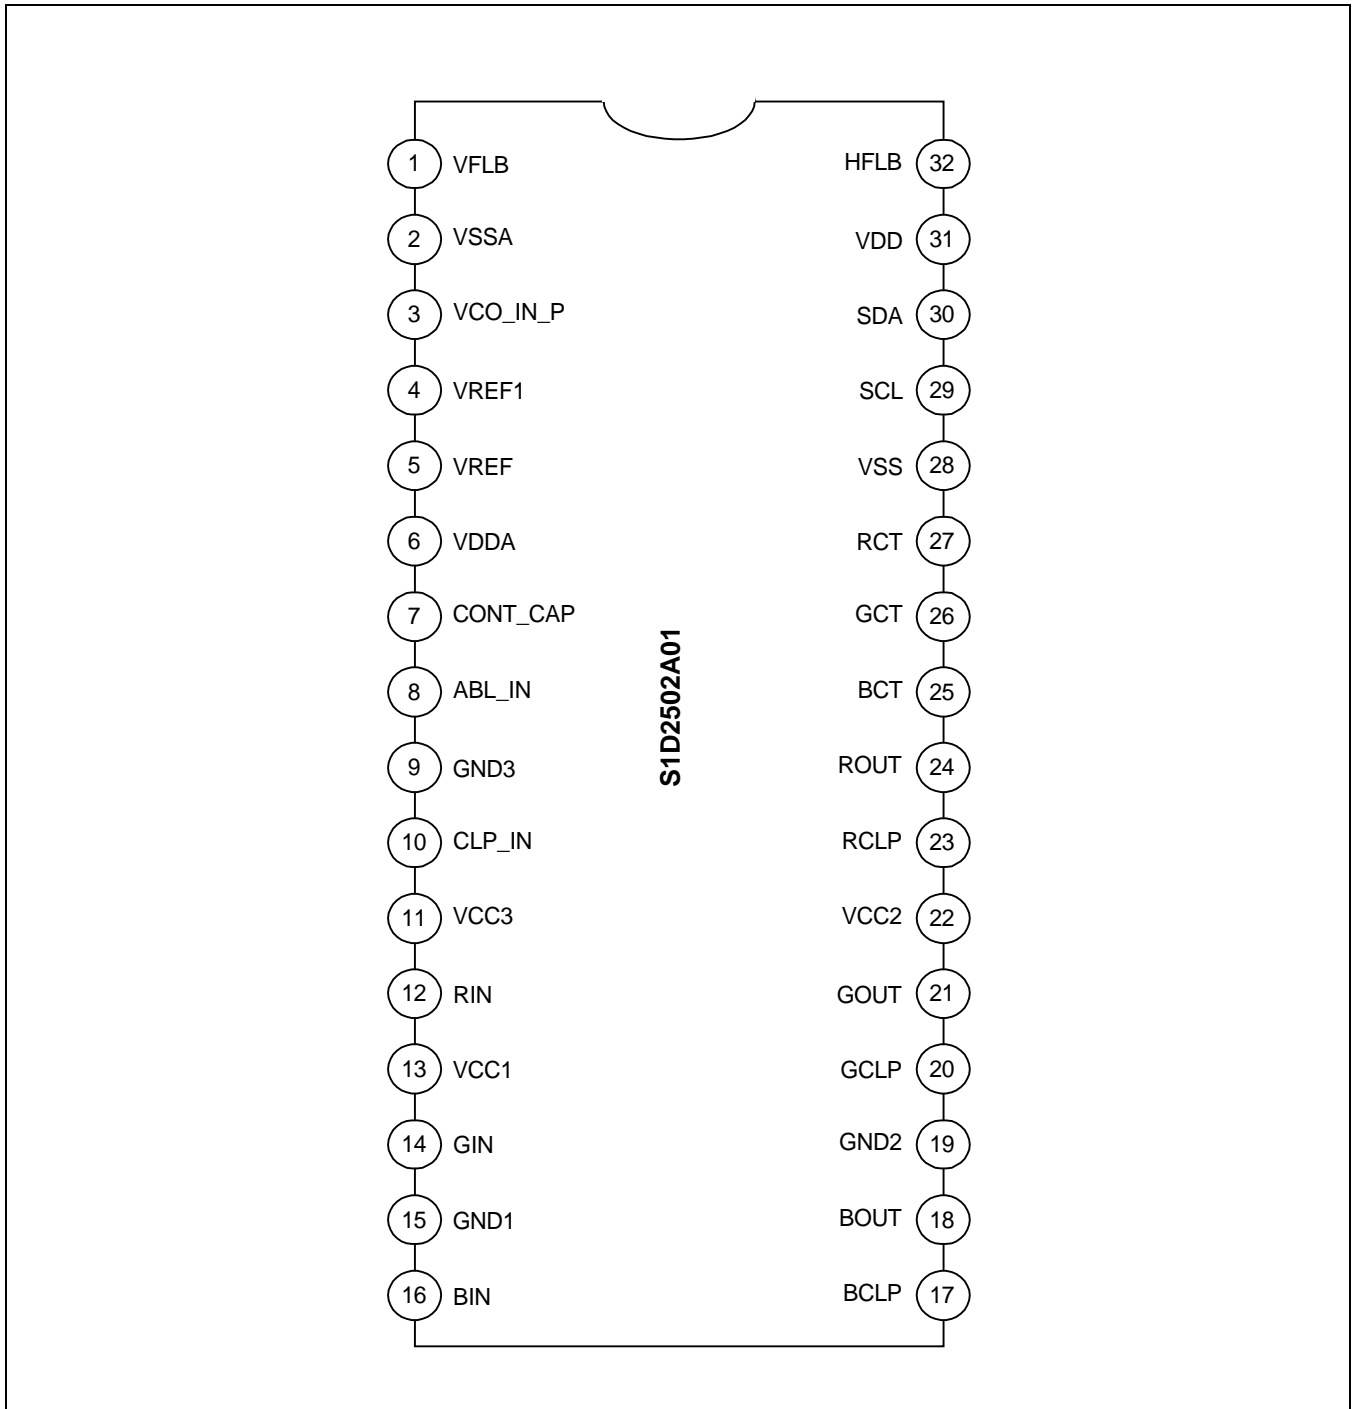 1 VFLB HFLB 32
2 VSSA VDD 31
3 VCO_IN_P SDA 30
4 VREF1 SCL 29
5 VREF VSS 28
6 VDDA RCT 27
7 CONT_CAP GCT 26
8 ABL_IN BCT 25
S1D2502A01
9 GND3 ROUT 24
10 CLP_IN RCLP 23
11 VCC3 VCC2 22
12 RIN GOUT 21
13 VCC1 GCLP 20
14 GIN GND2 19
15 GND1 BOUT 18
16 BIN BCLP 17